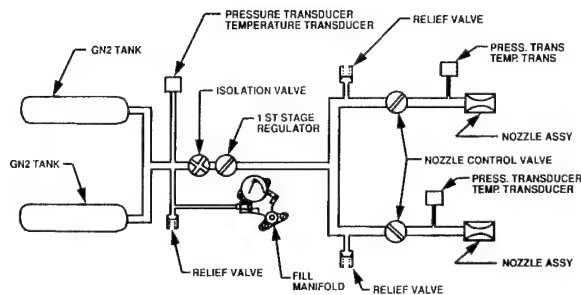 PRESSURE TRANSDUCER
TEMPERATURE TRANSDUCER
RELIEF VALVE
GN2 TANK
PRESS. TRANS
TEMP. TRANS
ISOLATION VALVE
1 ST STAGE
REGULATOR
NOZZLE ASSY
GN2 TANK
NOZZLE CONTROL VALVE
PRESS. TRANSDUCER
TEMP. TRANSDUCER
RELIEF VALVE
FILL
MANIFOLD
RELIEF VALVE
NOZZLE ASSY